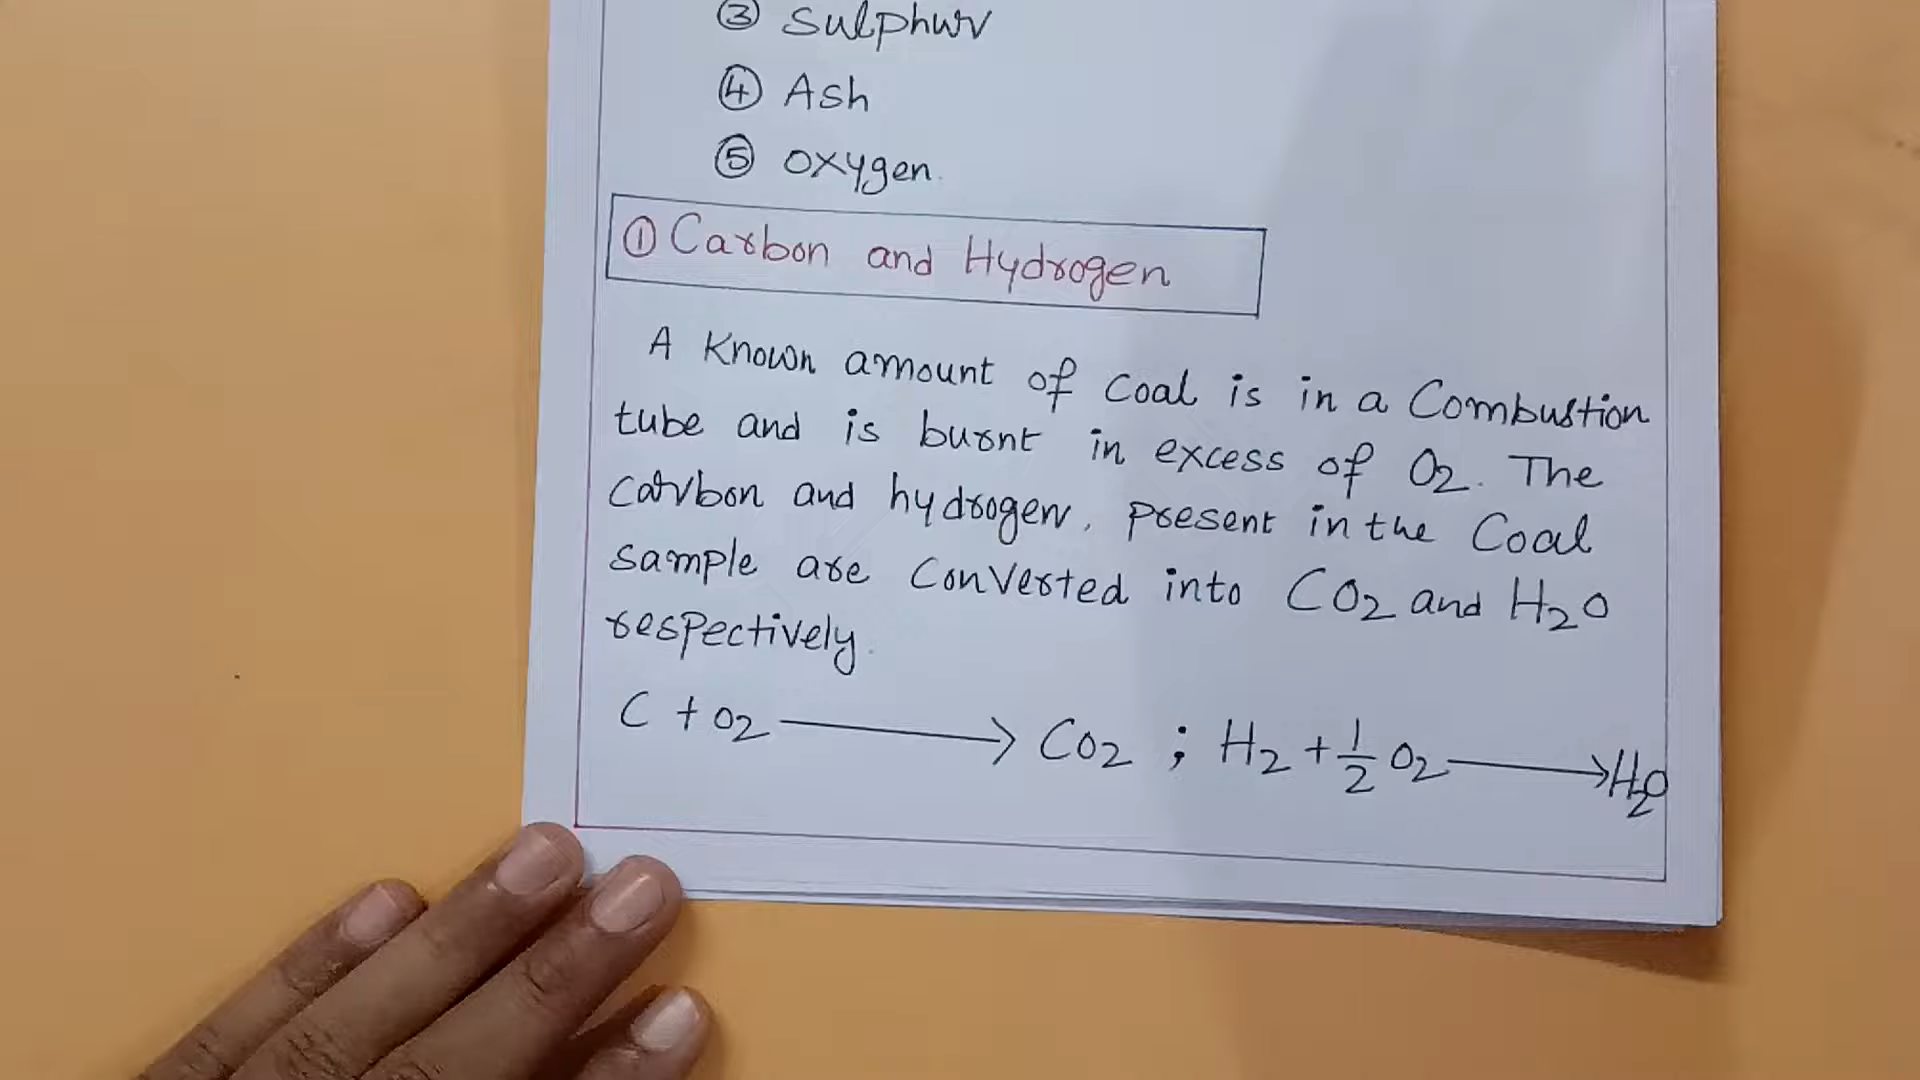 ③ Sulphur
④ Ash
⑤ Oxygen.
① Carbon and Hydrogen
A Known amount of Coal is in a Combustion
tube and is burnt in excess of O2. The
Carbon and hydrogen, present in the Coal
sample are Converted into CO2 and H2O
respectively.
C + O2 ⟶ CO2 ; H2 + 1/2 O2 ⟶ H2O